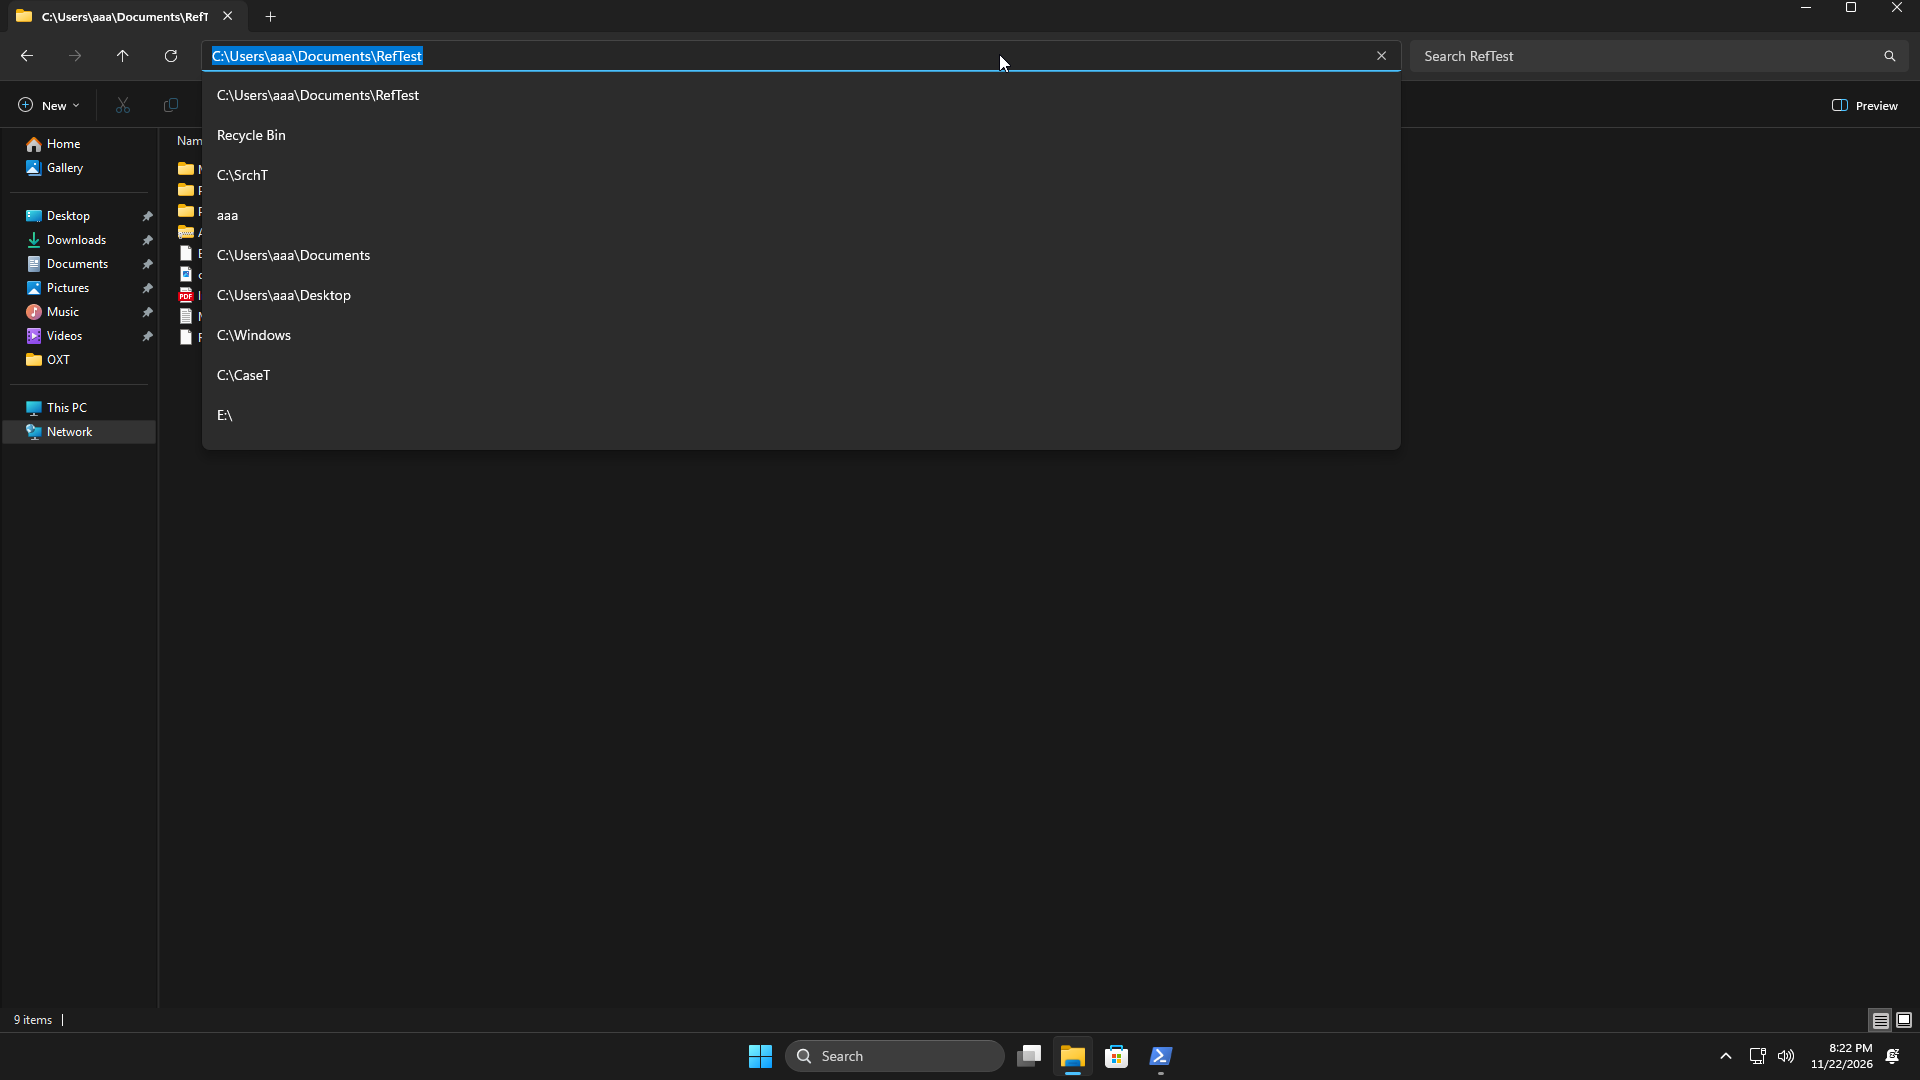 C:\Users\aaa\Documents\RefT
C:\Users\aaa\Documents\RefTest
Search RefTest
New
Preview
C:\Users\aaa\Documents\RefTest
Recycle Bin
C:\SrchT
aaa
C:\Users\aaa\Documents
C:\Users\aaa\Desktop
C:\Windows
C:\CaseT
E:\
Home
Gallery
Desktop
Downloads
Documents
Pictures
Music
Videos
OXT
This PC
Network
Nam
PDF
9 items
Search
8:22 PM
11/22/2026